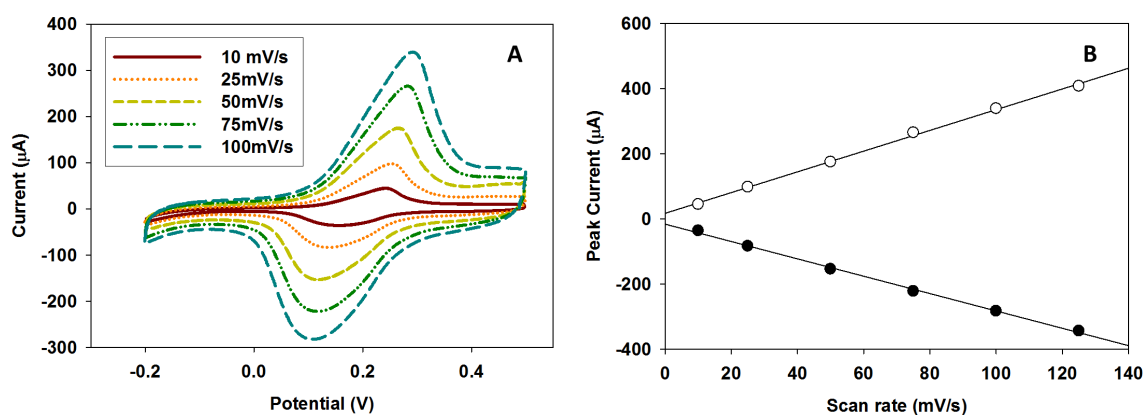 400
300
200
100
0
-100
-200
-300
Current (μA)
-0.2
0.0
0.2
0.4
Potential (V)
10 mV/s
25mV/s
50mV/s
75mV/s
100mV/s
A
600
400
200
0
-200
-400
Peak Current (μA)
0
20
40
60
80
100
120
140
Scan rate (mV/s)
B